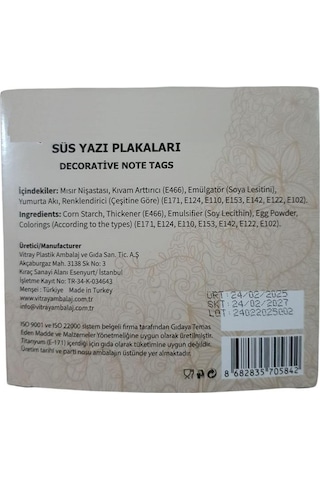 SÜS YAZI PLAKALARI
DECORATIVE NOTE TAGS
İçindekiler: Mısır Nişastası, Kıvam Arttırıcı (E466), Emülgatör (Soya Lesitini),
Yumurta Akı, Renklendirici (Çeşitine Göre) (E171, E124, E110, E153, E142, E122, E102).
Ingredients: Corn Starch, Thickener (E466), Emulsifier (Soy Lecithin), Egg Powder,
Colorings (According to the types) (E171, E124, E110, E153, E142, E122, E102).
Üretici/Manufacturer
Vitray Plastik Ambalaj ve Gıda San. Tic. A.Ş
Akçaburgaz Mah. 3138 Sk No: 3
Kıraç Sanayi Alanı Esenyurt/ İstanbul
İşletme Kayıt No: TR-34-K-034643
Menşei : Türkiye Made in Turkey
www.vitrayambalaj.com.tr
info@vitrayambalaj.com.tr
ÜRT: 24/02/2025
SKT: 24/02/2027
LOT: 24022025002
ISO 9001 ve ISO 22000 sistem belgeli firma tarafından Gıdaya Temas
Eden Madde ve Malzemeler Yönetmeliğine uygun olarak üretilmiştir.
Titanyum (E-171) içerdiği için gıda olarak tüketimine uygun değildir.
Üretim tarihi ve parti nosu ambalajın üstünde yer almaktadır.
8 682835 705842